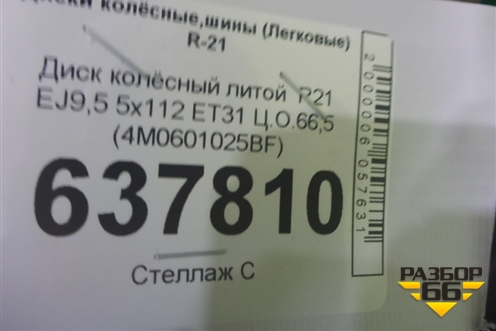 Диски колёсные,шины (Легковые)
R-21
Диск колёсный литой R21
EJ9,5 5x112 ET31 Ц.О.66,5
(4M0601025BF)
637810
Стеллаж С
2000006057631
РАЗБОР
66